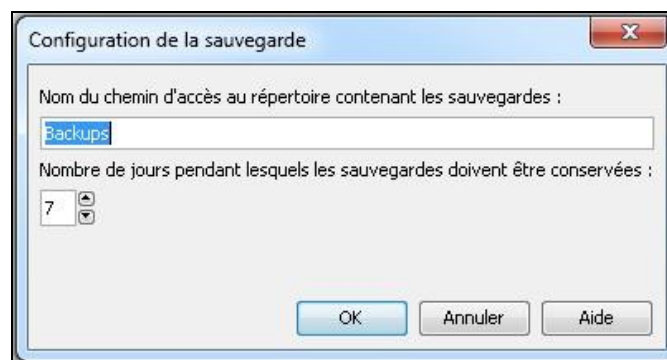 Configuration de la sauvegarde
Nom du chemin d'accès au répertoire contenant les sauvegardes :
Backups
Nombre de jours pendant lesquels les sauvegardes doivent être conservées :
7
OK Annuler Aide